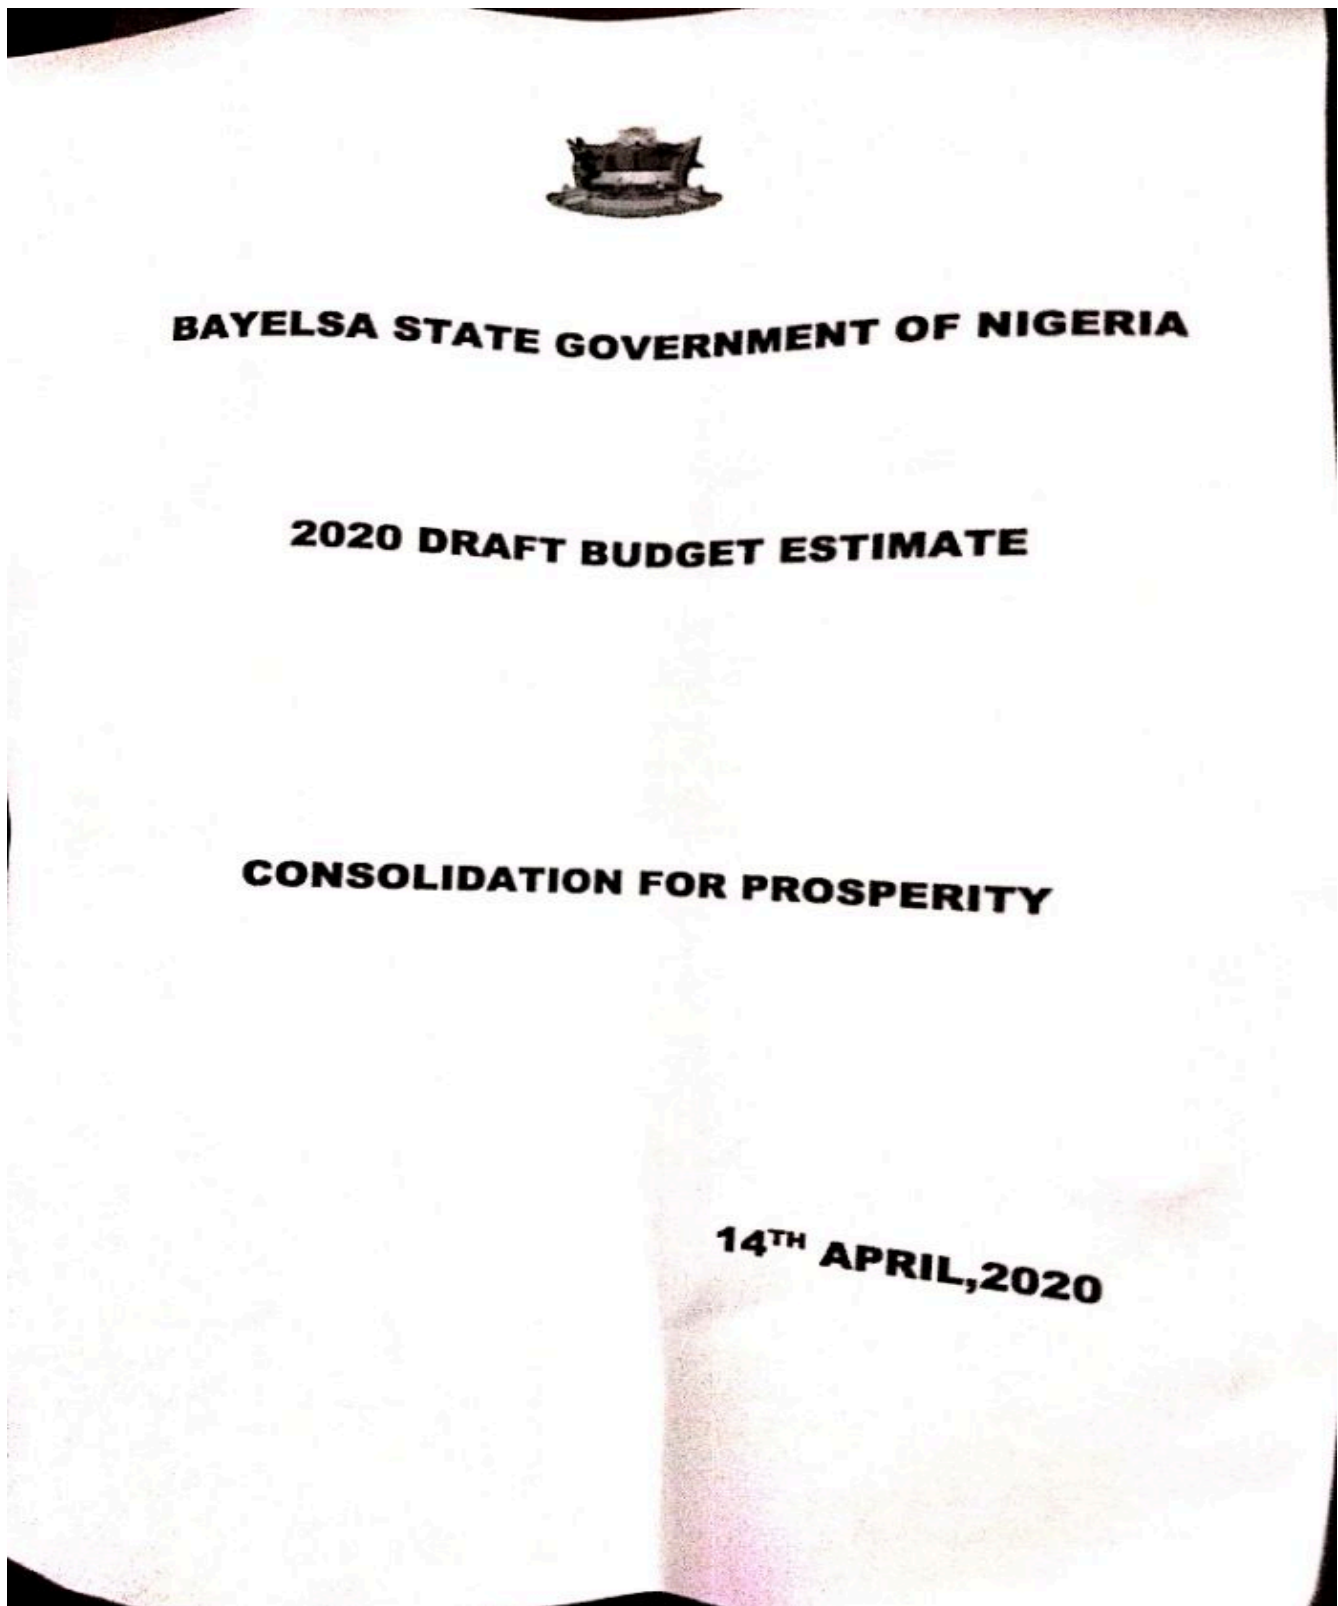 BAYELSA STATE GOVERNMENT OF NIGERIA
2020 DRAFT BUDGET ESTIMATE
CONSOLIDATION FOR PROSPERITY
14TH APRIL,2020